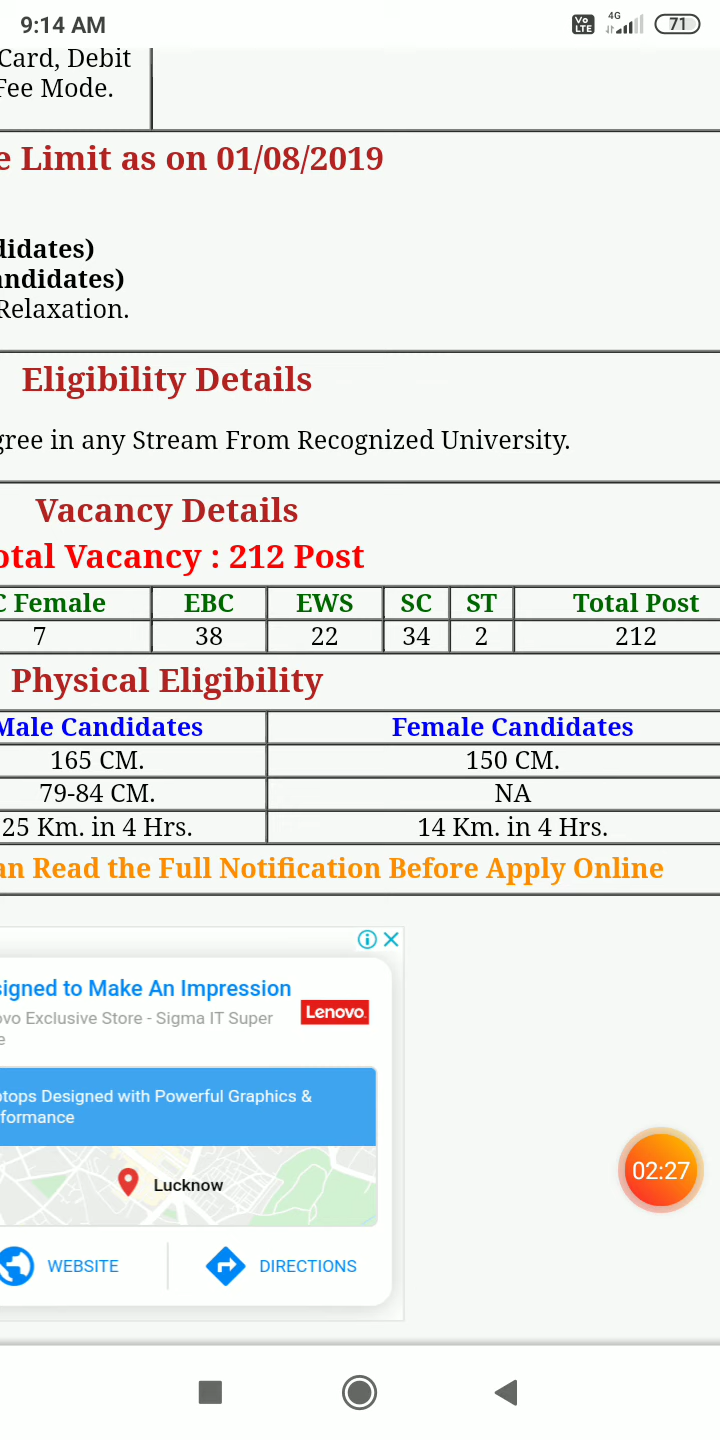 9:14 AM
Vo LTE 4G 71
Card, Debit
Fee Mode.
e Limit as on 01/08/2019
didates)
andidates)
Relaxation.
Eligibility Details
gree in any Stream From Recognized University.
Vacancy Details
otal Vacancy : 212 Post
C Female EBC EWS SC ST Total Post
7 38 22 34 2 212
Physical Eligibility
Male Candidates Female Candidates
165 CM. 150 CM.
79-84 CM. NA
25 Km. in 4 Hrs. 14 Km. in 4 Hrs.
an Read the Full Notification Before Apply Online
signed to Make An Impression
Lenovo
ovo Exclusive Store - Sigma IT Super
e
ptops Designed with Powerful Graphics &
formance
02:27
Lucknow
WEBSITE DIRECTIONS